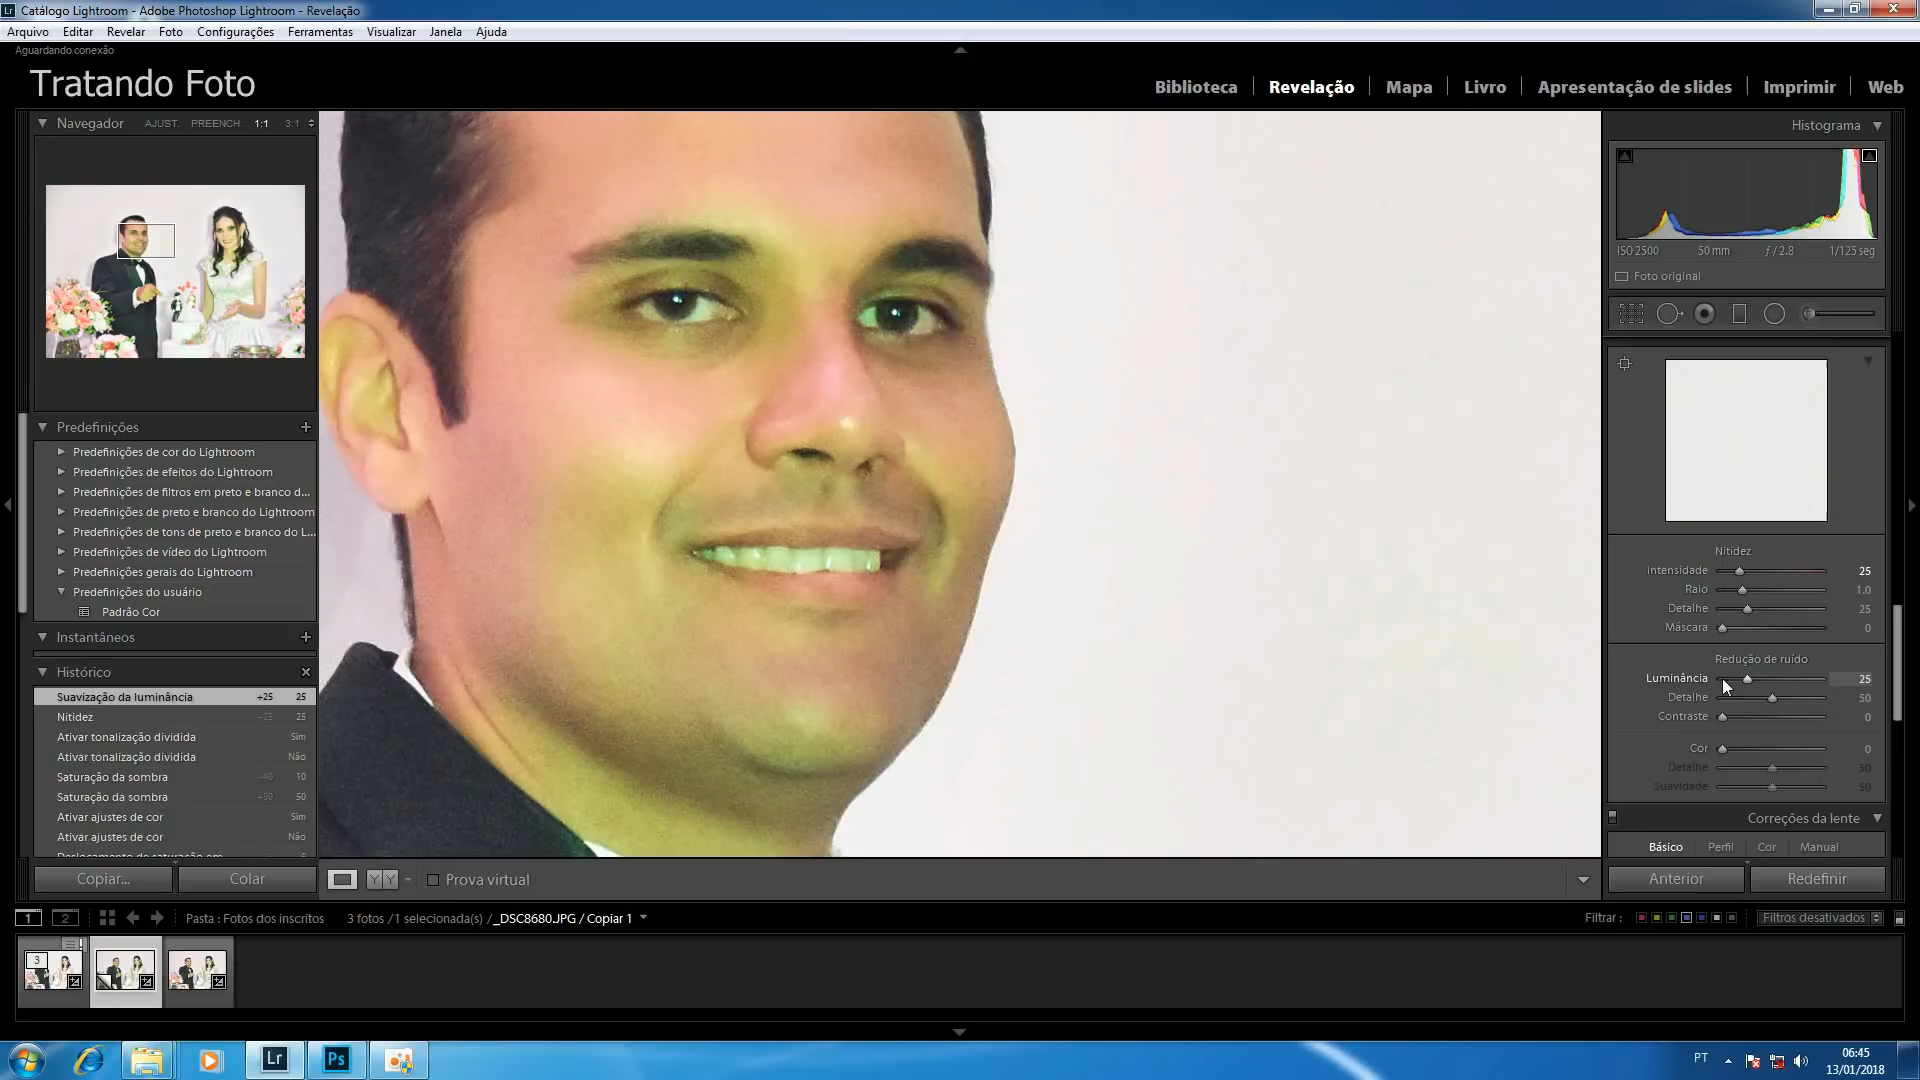 Catálogo Lightroom - Adobe Photoshop Lightroom - Revelação
Arquivo Editar Revelar Foto Configurações Ferramentas Visualizar Janela Ajuda
Aguardando conexão
Tratando Foto
Biblioteca Revelação Mapa Livro Apresentação de slides Imprimir Web
Navegador AJUST. PREENCH. 1:1 3:1
Predefinições
Predefinições de cor do Lightroom
Predefinições de efeitos do Lightroom
Predefinições de filtros em preto e branco d...
Predefinições de preto e branco do Lightroom
Predefinições de tons de preto e branco do L...
Predefinições de vídeo do Lightroom
Predefinições gerais do Lightroom
Predefinições do usuário
Padrão Cor
Instantâneos
Histórico
Suavização da luminância +25 25
Nitidez −25 25
Ativar tonalização dividida Sim
Ativar tonalização dividida Não
Saturação da sombra −40 10
Saturação da sombra +50 50
Ativar ajustes de cor Sim
Ativar ajustes de cor Não
Copiar... Colar
Prova virtual
Histograma
ISO 2500 50 mm ƒ / 2.8 1/125 seg
Foto original
Nitidez
Intensidade 25
Raio 1.0
Detalhe 25
Máscara 0
Redução de ruído
Luminância 25
Detalhe 50
Contraste 0
Cor 0
Detalhe 50
Suavidade 50
Correções da lente
Básico Perfil Cor Manual
Anterior Redefinir
1 2 Pasta : Fotos dos inscritos 3 fotos /1 selecionada(s) /_DSC8680.JPG / Copiar 1
Filtrar : Filtros desativados
3
Lr Ps
PT
06:45
13/01/2018